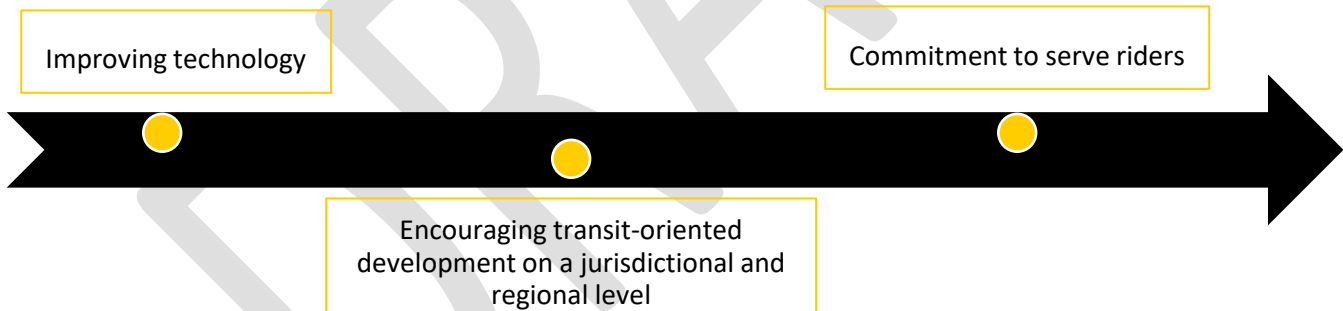 Improving technology
Commitment to serve riders
Encouraging transit-oriented
development on a jurisdictional and
regional level